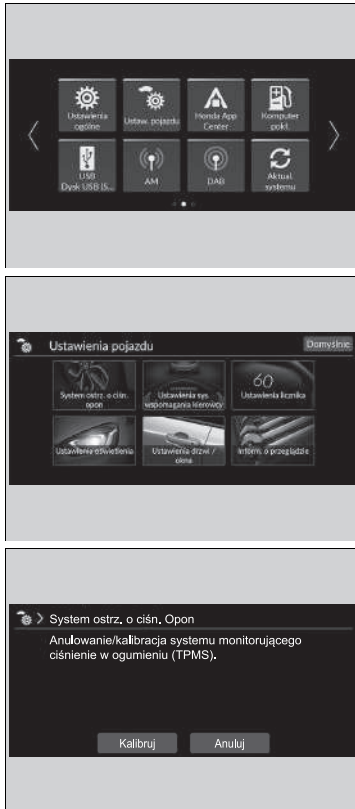 Ustawienia
ogólne
Ustaw. pojazdu
Honda App
Center
Komputer
pokł.
USB
Dysk USB (S...
AM
DAB
Aktual.
systemu
Ustawienia pojazdu
Domyślnie
System ostrz. o ciśn.
opon
Ustawienia sys.
wspomagania kierowcy
60
Ustawienia licznika
Ustawienia oświetlenia
Ustawienia drzwi /
okna
Inform. o przeglądzie
System ostrz. o ciśn. Opon
Anulowanie/kalibracja systemu monitorującego
ciśnienie w ogumieniu (TPMS).
Kalibruj
Anuluj